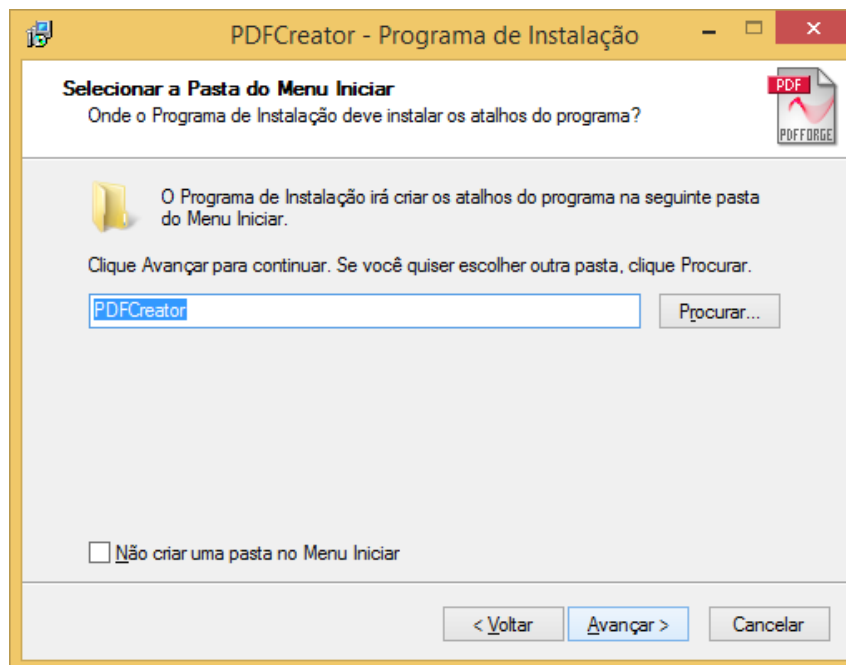 PDFCreator - Programa de Instalação
Selecionar a Pasta do Menu Iniciar
Onde o Programa de Instalação deve instalar os atalhos do programa?
PDF
PDFFORGE
O Programa de Instalação irá criar os atalhos do programa na seguinte pasta
do Menu Iniciar.
Clique Avançar para continuar. Se você quiser escolher outra pasta, clique Procurar.
PDFCreator
Procurar...
Não criar uma pasta no Menu Iniciar
< Voltar
Avançar >
Cancelar